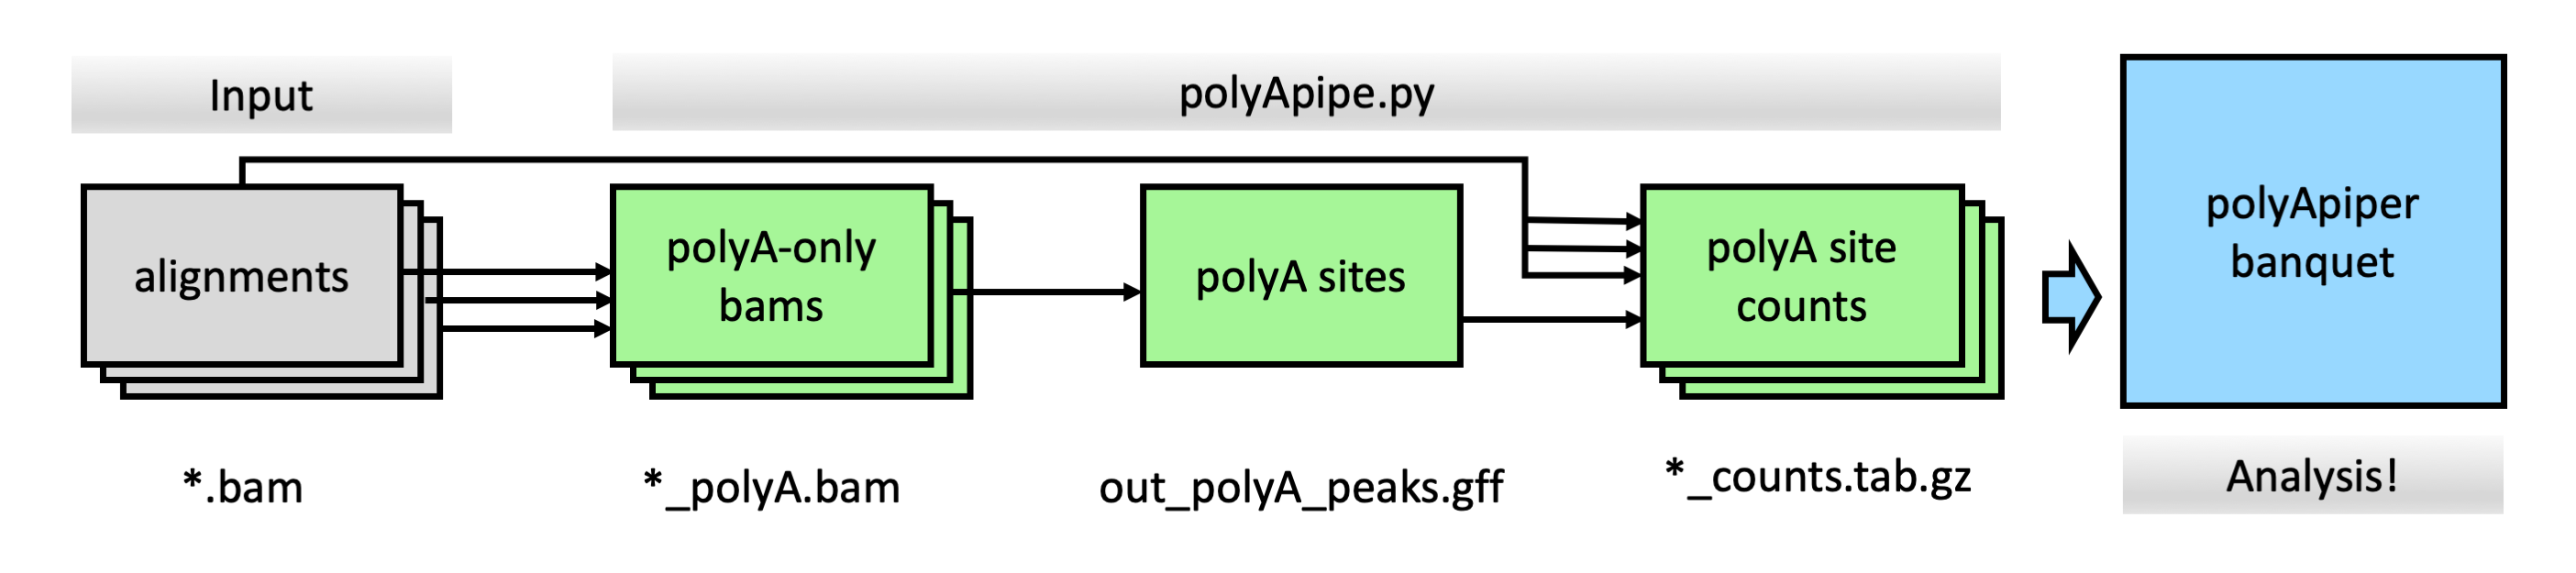 Input
polyApipe.py
alignments
polyA-only
bams
polyA sites
polyA site
counts
polyApiper
banquet
*.bam
*_polyA.bam
out_polyA_peaks.gff
*_counts.tab.gz
Analysis!